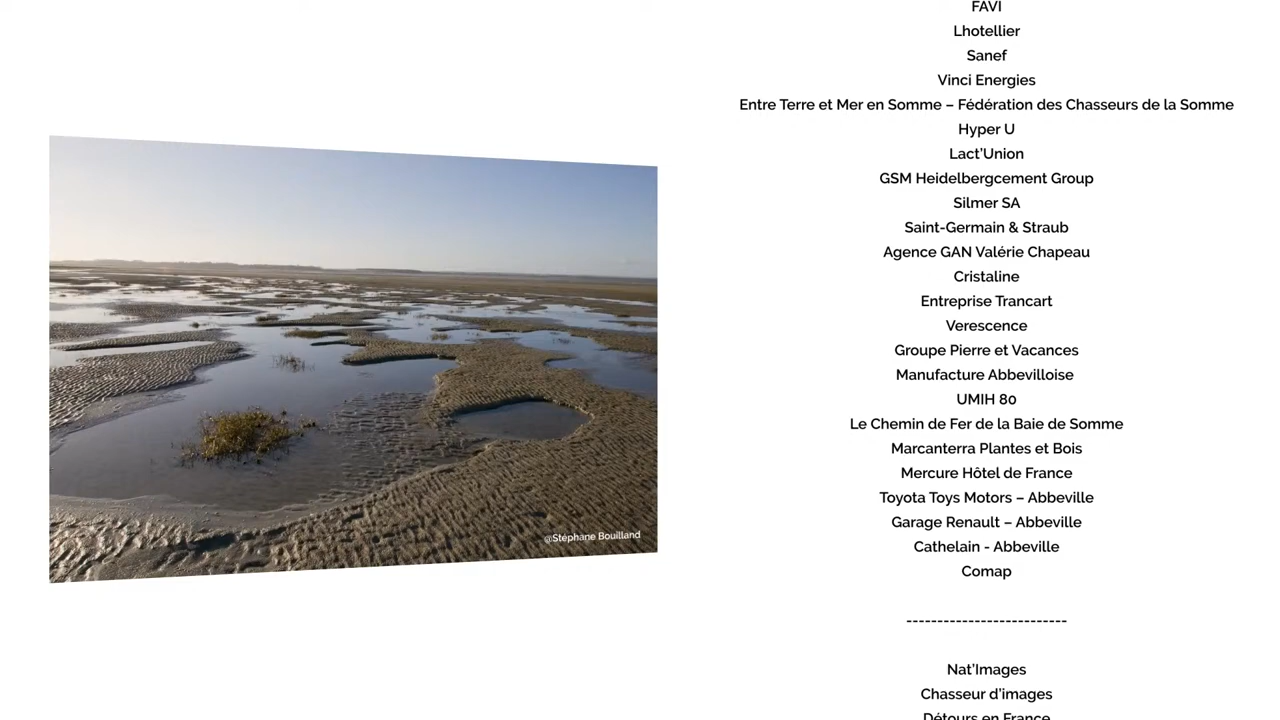 FAVI
Lhotellier
Sanef
Vinci Energies
Entre Terre et Mer en Somme – Fédération des Chasseurs de la Somme
Hyper U
Lact'Union
GSM Heidelbergcement Group
Silmer SA
Saint-Germain & Straub
Agence GAN Valérie Chapeau
Cristaline
Entreprise Trancart
Verescence
Groupe Pierre et Vacances
Manufacture Abbevilloise
UMIH 80
Le Chemin de Fer de la Baie de Somme
Marcanterra Plantes et Bois
Mercure Hôtel de France
Toyota Toys Motors – Abbeville
Garage Renault – Abbeville
Cathelain - Abbeville
Comap
--------------------------
Nat'Images
Chasseur d'images
Détours en France
@Stéphane Bouilland